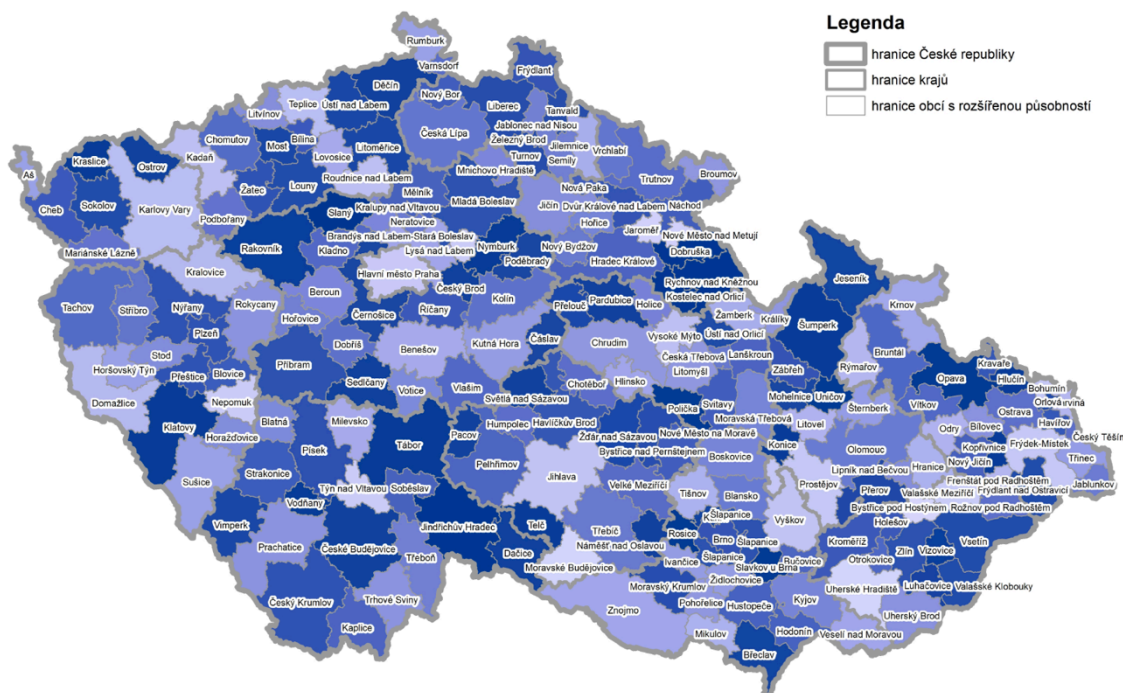 Legenda
hranice České republiky
hranice krajů
hranice obcí s rozšířenou působností
Rumburk
Varnsdorf
Frýdlant
Děčín
Nový Bor
Teplice
Ústí nad Labem
Liberec
Tanvald
Litvínov
Jablonec nad Nisou
Chomutov
Most
Bílina
Česká Lípa
Železný Brod
Jilemnice
Vrchlabí
Kadaň
Lovosice
Litoměřice
Turnov
Semily
Kraslice
Ostrov
Mnichovo Hradiště
Trutnov
Broumov
Aš
Roudnice nad Labem
Žatec
Louny
Nová Paka
Mělník
Mladá Boleslav
Jičín
Dvůr Králové nad Labem
Náchod
Cheb
Sokolov
Karlovy Vary
Podbořany
Slaný
Kralupy nad Vltavou
Neratovice
Hořice
Jaroměř
Nové Město nad Metují
Brandýs nad Labem-Stará Boleslav
Mariánské Lázně
Rakovník
Kladno
Lysá nad Labem
Nymburk
Nový Bydžov
Dobruška
Poděbrady
Hradec Králové
Kralovice
Hlavní město Praha
Rychnov nad Kněžnou
Jeseník
Český Brod
Beroun
Kolín
Přelouč
Pardubice
Holice
Kostelec nad Orlicí
Tachov
Stříbro
Nýřany
Rokycany
Hořovice
Černošice
Říčany
Žamberk
Králíky
Krnov
Plzeň
Kutná Hora
Čáslav
Chrudim
Vysoké Mýto
Ústí nad Orlicí
Šumperk
Dobříš
Benešov
Česká Třebová
Lanškroun
Bruntál
Stod
Příbram
Zábřeh
Rýmařov
Horšovský Týn
Přeštice
Blovice
Litomyšl
Kravaře
Opava
Hlučín
Sedlčany
Votice
Vlašim
Chotěboř
Hlinsko
Mohelnice
Uničov
Vítkov
Bohumín
Domažlice
Nepomuk
Světlá nad Sázavou
Svitavy
Polička
Šternberk
Orlová
Ostrava
Blatná
Milevsko
Humpolec
Havlíčkův Brod
Moravská Třebová
Litovel
Bílovec
Havířov
Klatovy
Horažďovice
Pacov
Žďár nad Sázavou
Nové Město na Moravě
Konice
Odry
Český Těšín
Tábor
Bystřice nad Pernštejnem
Boskovice
Olomouc
Kopřivnice
Frýdek-Místek
Písek
Pelhřimov
Třinec
Strakonice
Jihlava
Lipník nad Bečvou
Hranice
Nový Jičín
Sušice
Týn nad Vltavou
Soběslav
Velké Meziříčí
Tišnov
Blansko
Prostějov
Přerov
Frenštát pod Radhoštěm
Jablunkov
Valašské Meziříčí
Frýdlant nad Ostravicí
Vodňany
Vyškov
Bystřice pod Hostýnem
Rožnov pod Radhoštěm
Vimperk
Jindřichův Hradec
Telč
Třebíč
Šlapanice
Holešov
Rosice
Brno
Kroměříž
Vsetín
České Budějovice
Náměšť nad Oslavou
Prachatice
Třeboň
Dačice
Ivančice
Šlapanice
Šlapanice
Bučovice
Otrokovice
Zlín
Vizovice
Moravské Budějovice
Slavkov u Brna
Moravský Krumlov
Židlochovice
Uherské Hradiště
Luhačovice
Valašské Klobouky
Český Krumlov
Trhové Sviny
Znojmo
Pohořelice
Hustopeče
Kyjov
Uherský Brod
Kaplice
Mikulov
Hodonín
Veselí nad Moravou
Břeclav